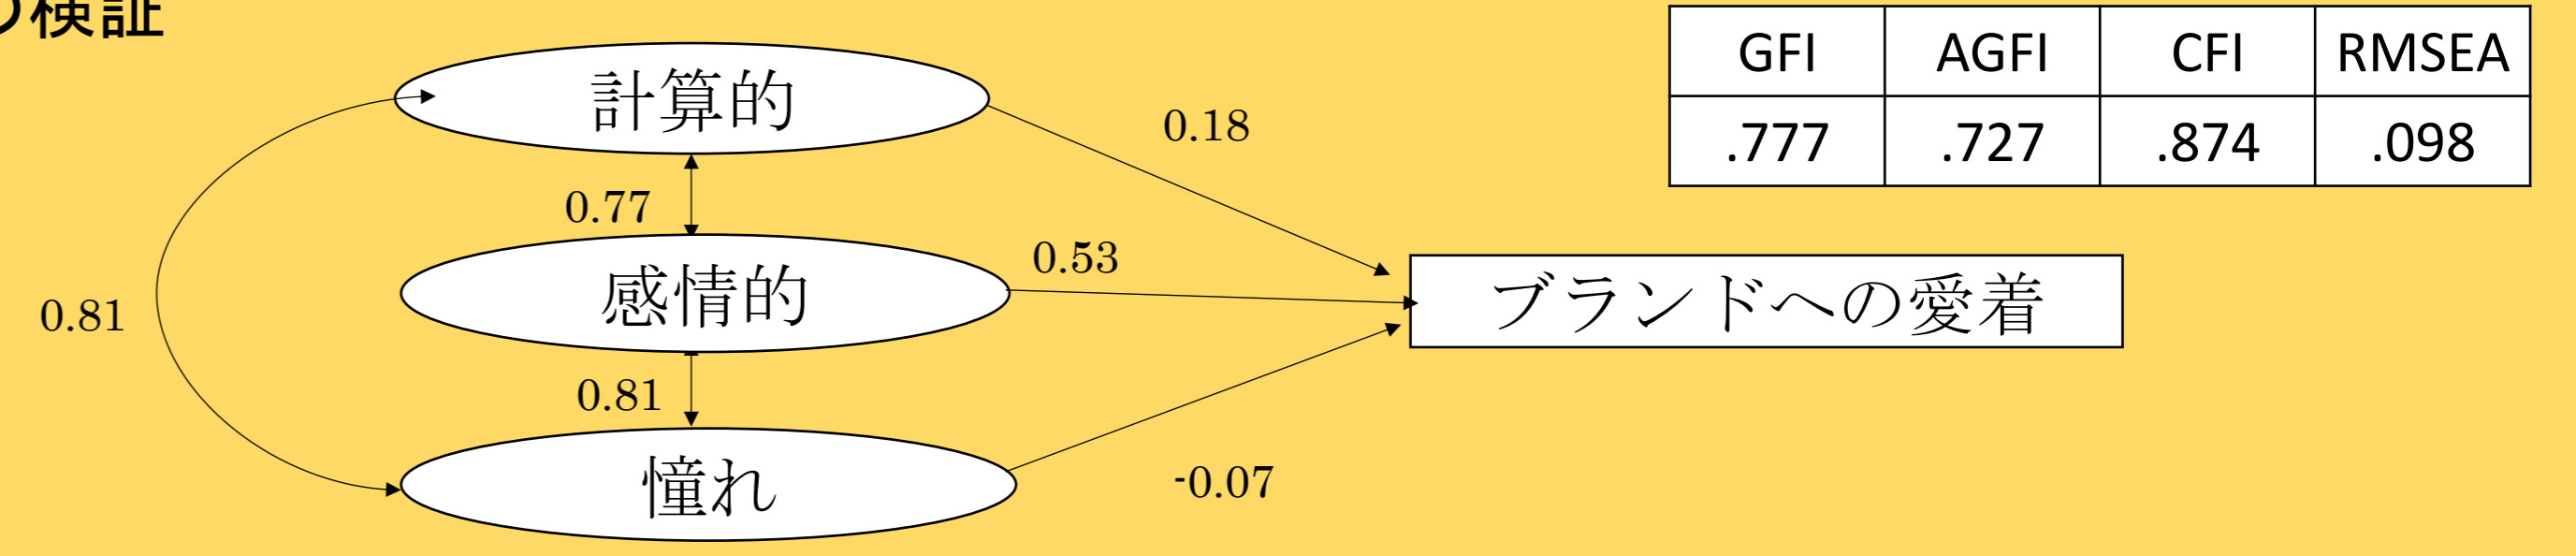 の検証
GFI AGFI CFI RMSEA
.777 .727 .874 .098
計算的
0.18
0.77
感情的
0.53
ブランドへの愛着
0.81
0.81
憧れ
-0.07